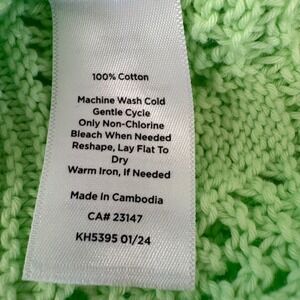 100% Cotton
Machine Wash Cold
Gentle Cycle
Only Non-Chlorine
Bleach When Needed
Reshape, Lay Flat To
Dry
Warm Iron, If Needed
Made In Cambodia
CA# 23147
KH5395 01/24